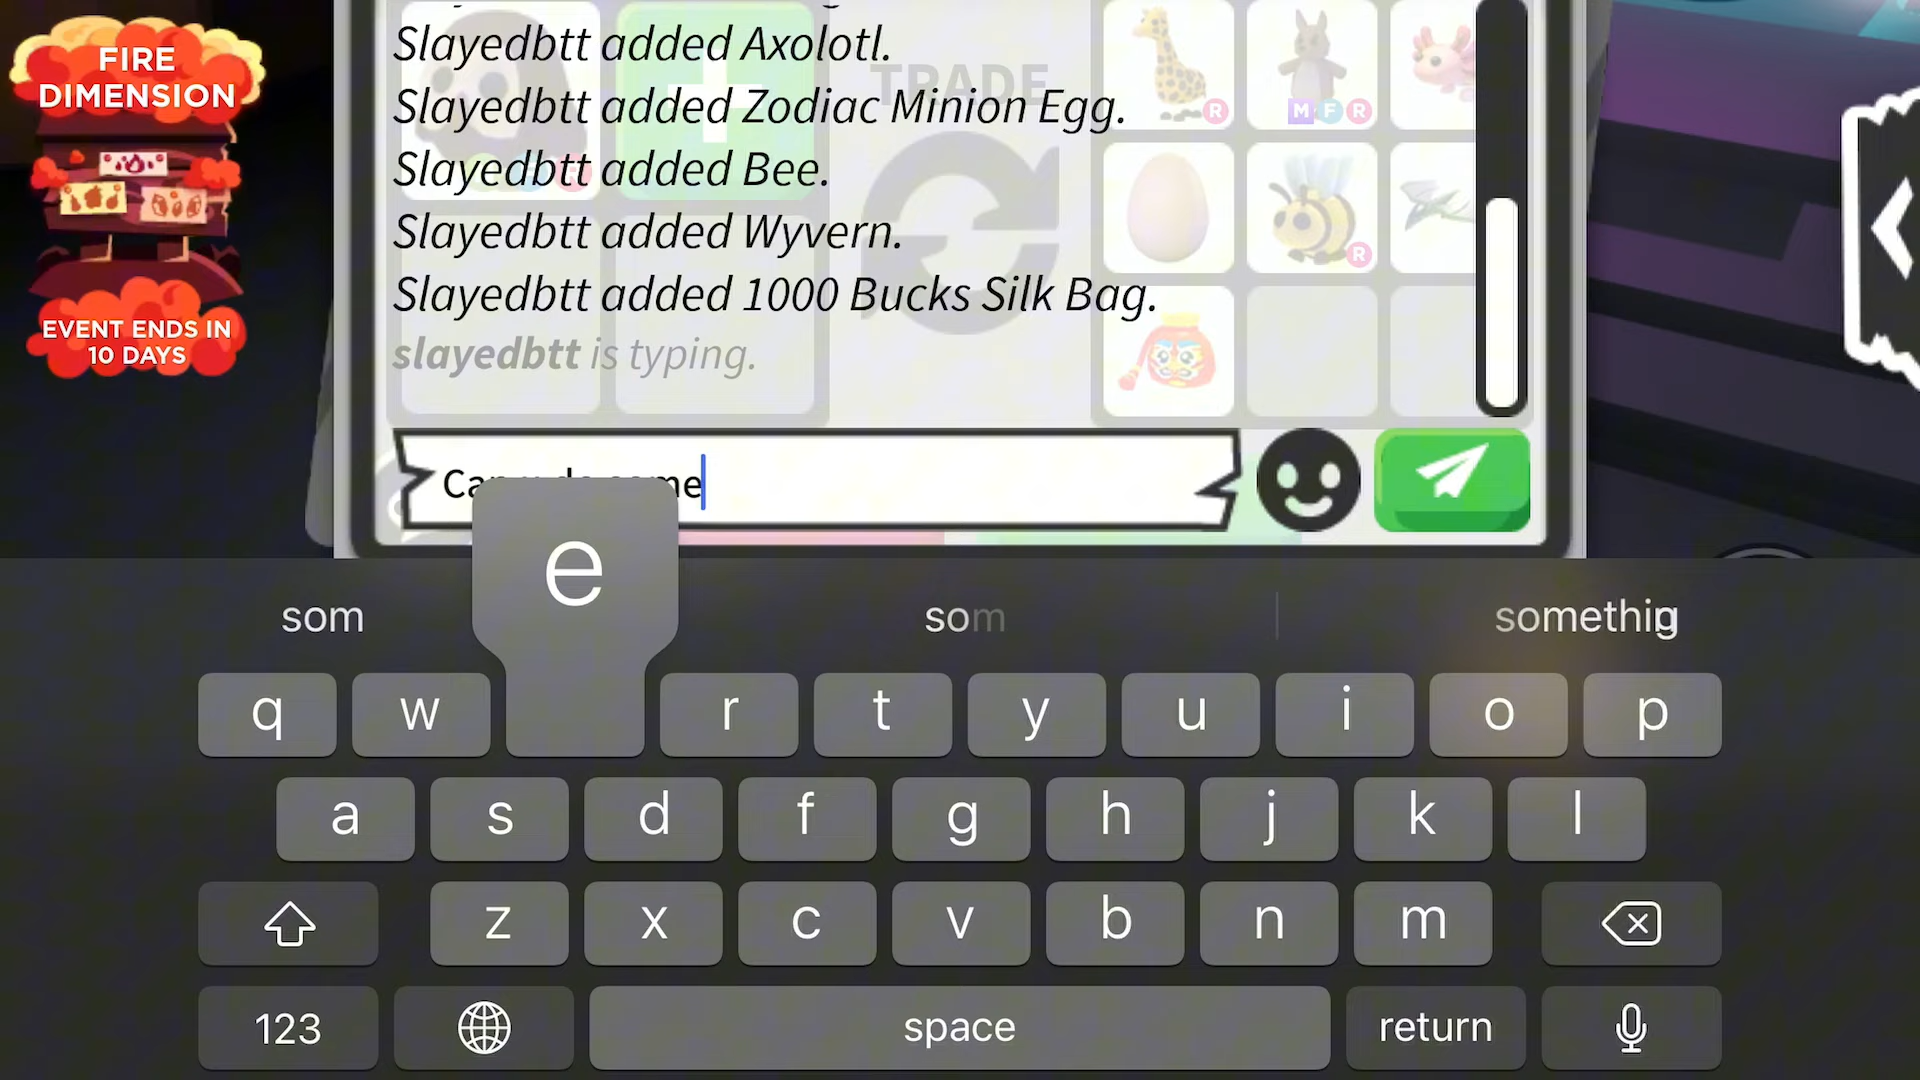 FIRE
DIMENSION
EVENT ENDS IN
10 DAYS
TRADE
Slayedbtt added Axolotl.
Slayedbtt added Zodiac Minion Egg.
Slayedbtt added Bee.
Slayedbtt added Wyvern.
Slayedbtt added 1000 Bucks Silk Bag.
slayedbtt is typing.
R
M F R
R
e
som
som
q w r t y u i o p
a s d f g h j k l
z x c v b n m
123 space return